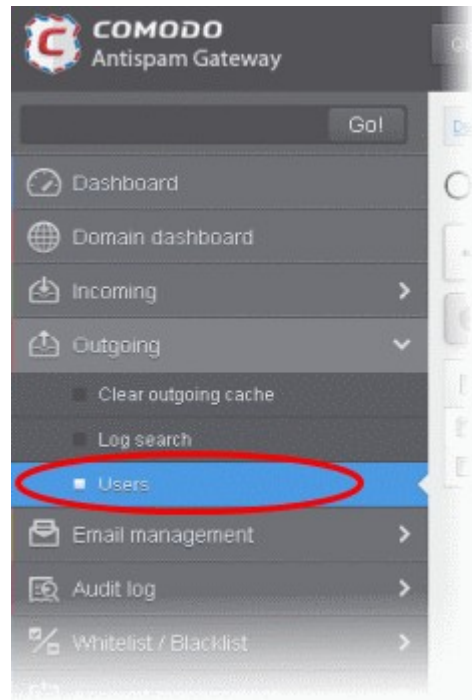 COMODO
Antispam Gateway
Go!
Dashboard
Domain dashboard
Incoming
Outgoing
Clear outgoing cache
Log search
Users
Email management
Audit log
Whitelist / Blacklist